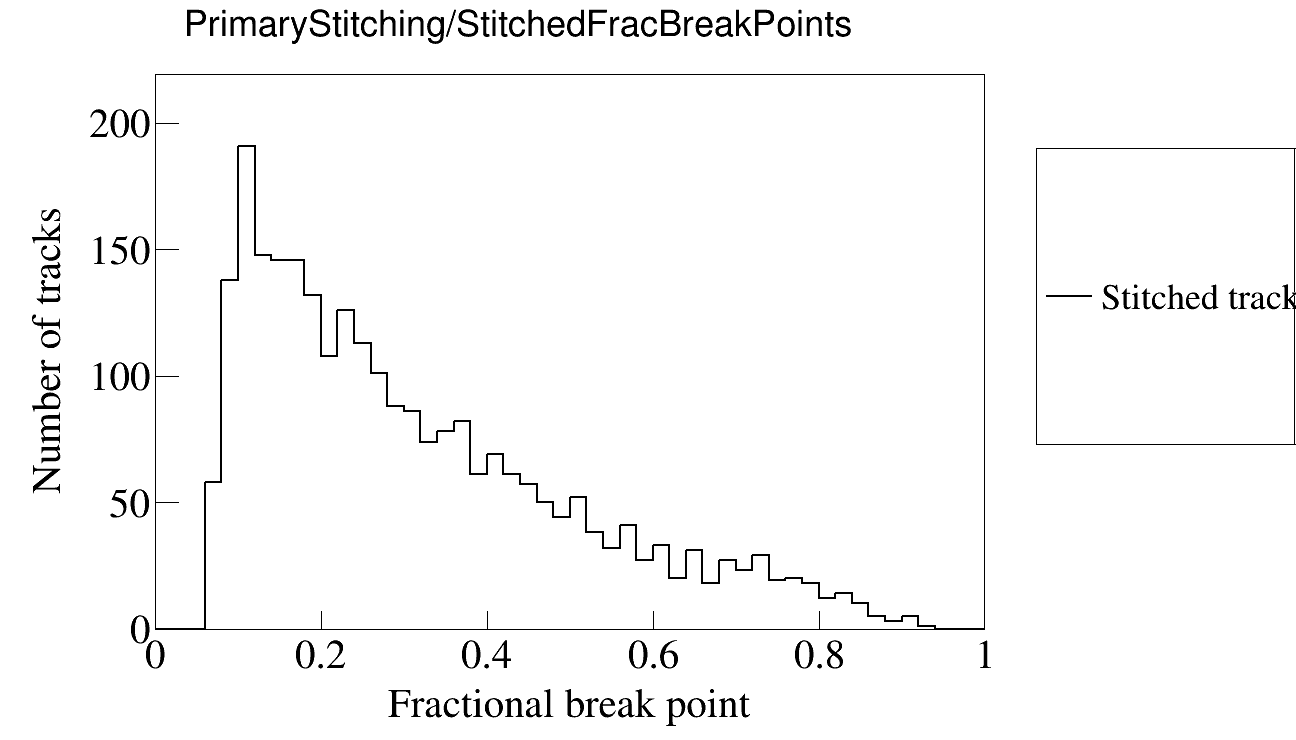 PrimaryStitching/StitchedFracBreakPoints
200
150
100
50
0
Number of tracks
0
0.2
0.4
0.6
0.8
1
Fractional break point
Stitched track